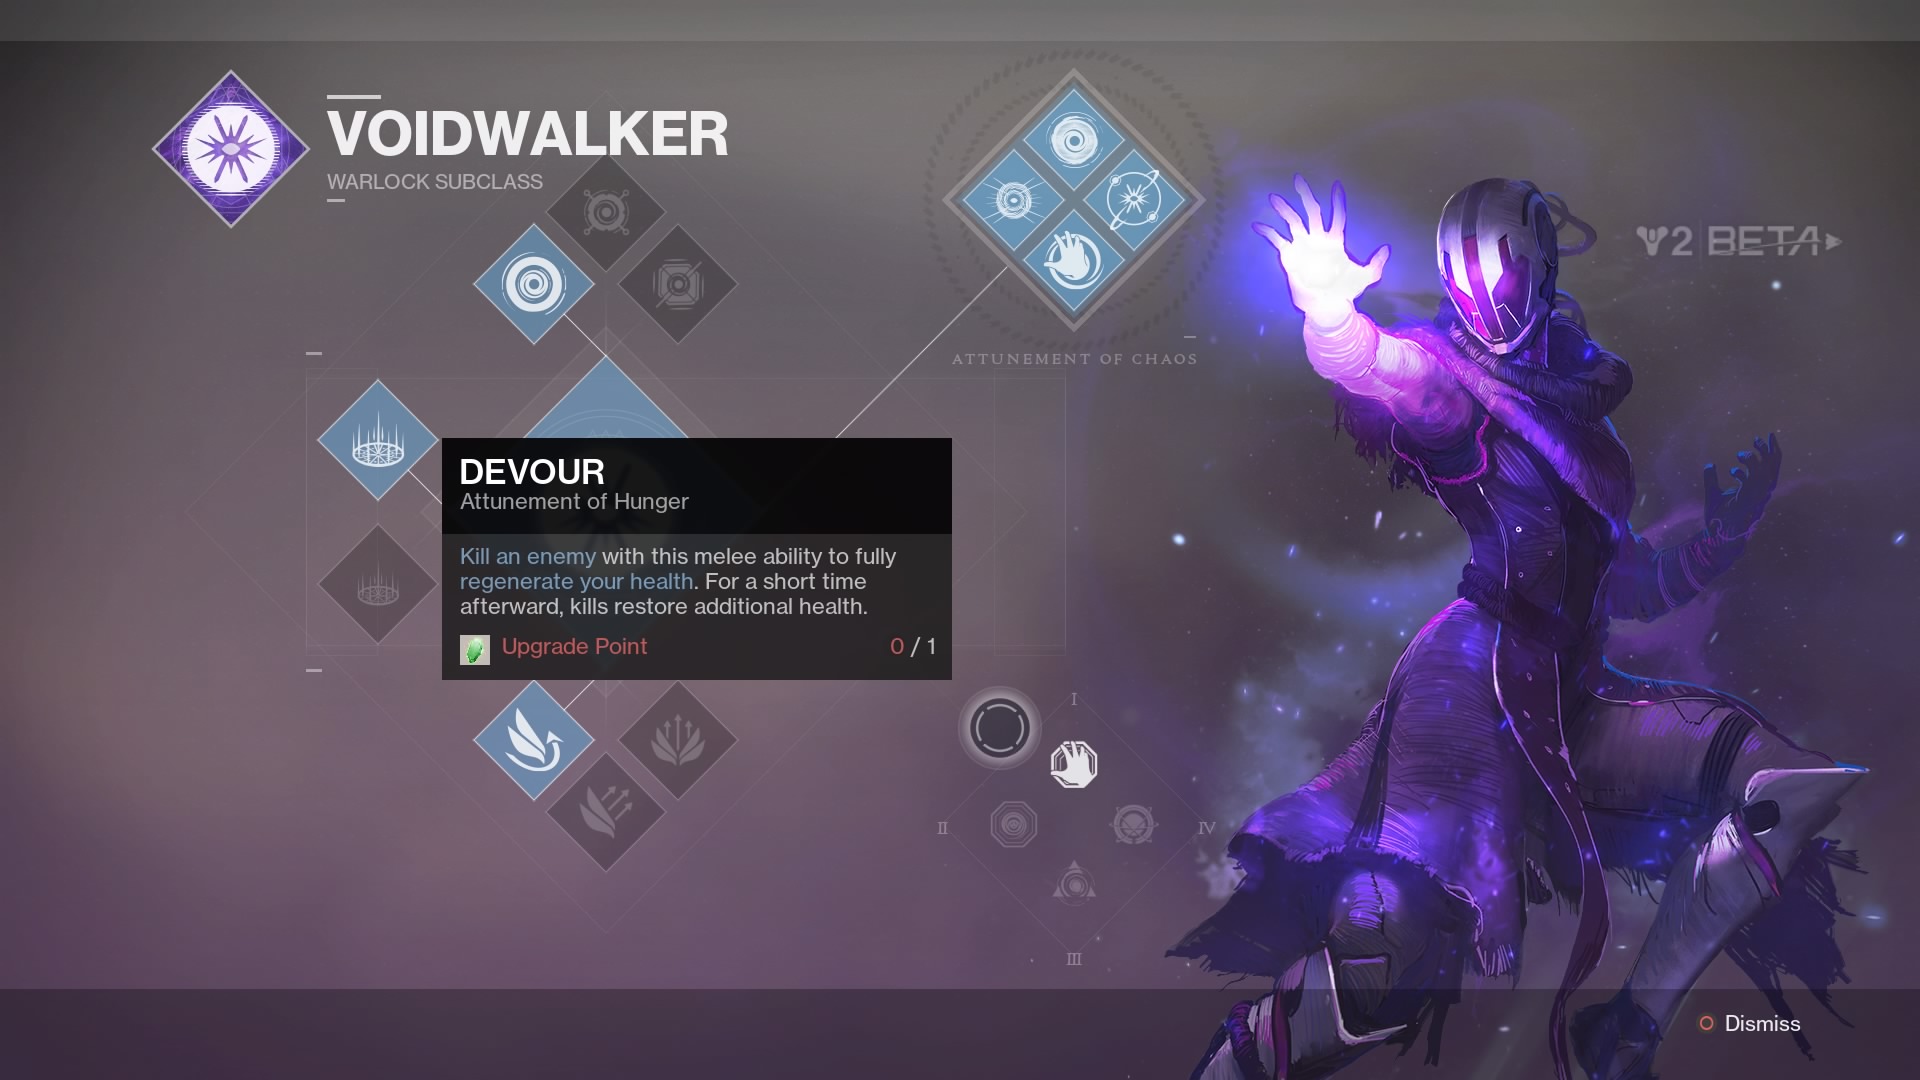 VOIDWALKER
WARLOCK SUBCLASS
2 BETA
ATTUNEMENT OF CHAOS
DEVOUR
Attunement of Hunger
Kill an enemy with this melee ability to fully
regenerate your health. For a short time
afterward, kills restore additional health.
Upgrade Point 0 / 1
I
II
IV
III
Dismiss